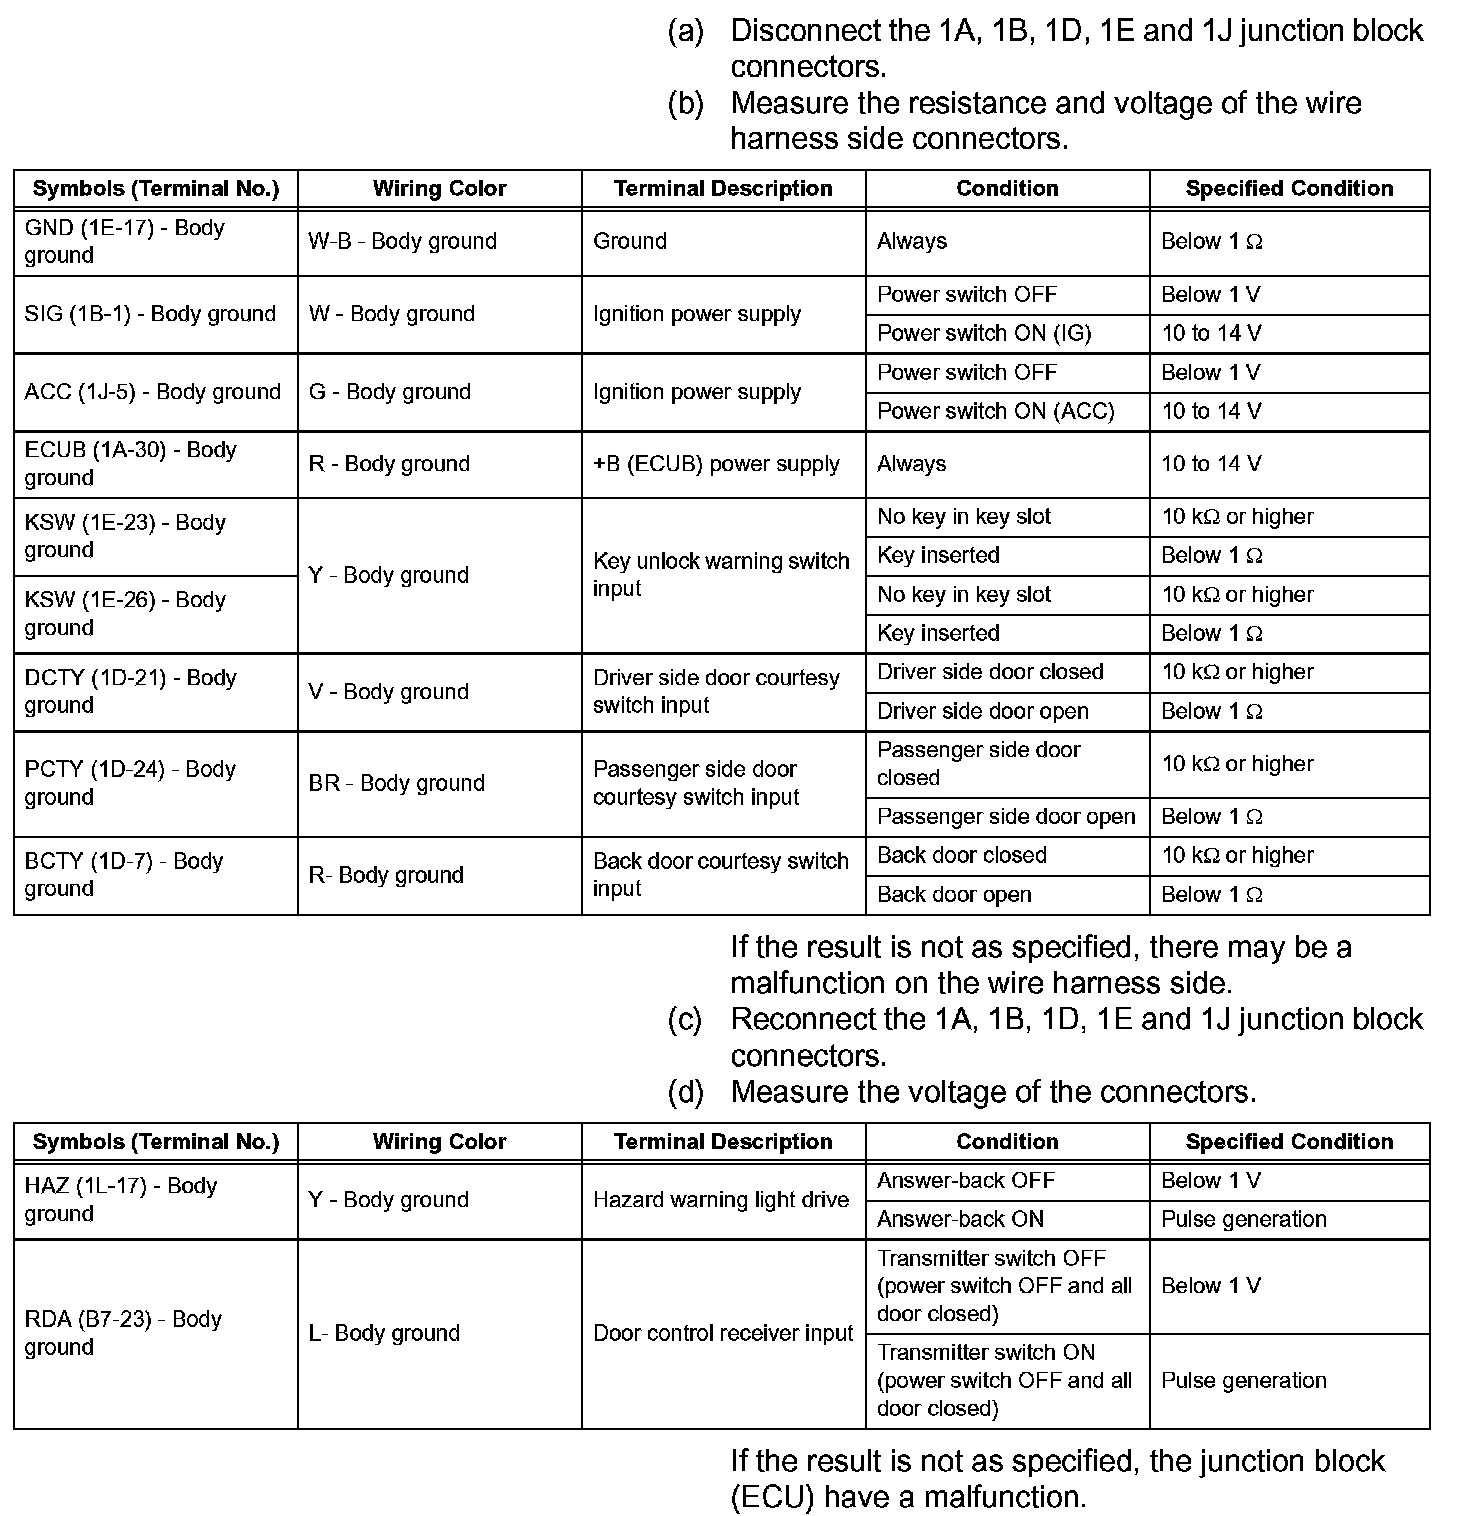 (a) Disconnect the 1A, 1B, 1D, 1E and 1J junction block
connectors.
(b) Measure the resistance and voltage of the wire
harness side connectors.
Symbols (Terminal No.) Wiring Color Terminal Description Condition Specified Condition
GND (1E-17) - Body
ground
W-B - Body ground
Ground
Always
Below 1 Ω
SIG (1B-1) - Body ground
W - Body ground
Ignition power supply
Power switch OFF
Below 1 V
Power switch ON (IG)
10 to 14 V
ACC (1J-5) - Body ground
G - Body ground
Ignition power supply
Power switch OFF
Below 1 V
Power switch ON (ACC)
10 to 14 V
ECUB (1A-30) - Body
ground
R - Body ground
+B (ECUB) power supply
Always
10 to 14 V
KSW (1E-23) - Body
ground
KSW (1E-26) - Body
ground
Y - Body ground
Key unlock warning switch
input
No key in key slot
10 kΩ or higher
Key inserted
Below 1 Ω
No key in key slot
10 kΩ or higher
Key inserted
Below 1 Ω
DCTY (1D-21) - Body
ground
V - Body ground
Driver side door courtesy
switch input
Driver side door closed
10 kΩ or higher
Driver side door open
Below 1 Ω
PCTY (1D-24) - Body
ground
BR - Body ground
Passenger side door
courtesy switch input
Passenger side door
closed
10 kΩ or higher
Passenger side door open
Below 1 Ω
BCTY (1D-7) - Body
ground
R- Body ground
Back door courtesy switch
input
Back door closed
10 kΩ or higher
Back door open
Below 1 Ω
If the result is not as specified, there may be a
malfunction on the wire harness side.
(c) Reconnect the 1A, 1B, 1D, 1E and 1J junction block
connectors.
(d) Measure the voltage of the connectors.
Symbols (Terminal No.) Wiring Color Terminal Description Condition Specified Condition
HAZ (1L-17) - Body
ground
Y - Body ground
Hazard warning light drive
Answer-back OFF
Below 1 V
Answer-back ON
Pulse generation
RDA (B7-23) - Body
ground
L- Body ground
Door control receiver input
Transmitter switch OFF
(power switch OFF and all
door closed)
Below 1 V
Transmitter switch ON
(power switch OFF and all
door closed)
Pulse generation
If the result is not as specified, the junction block
(ECU) have a malfunction.